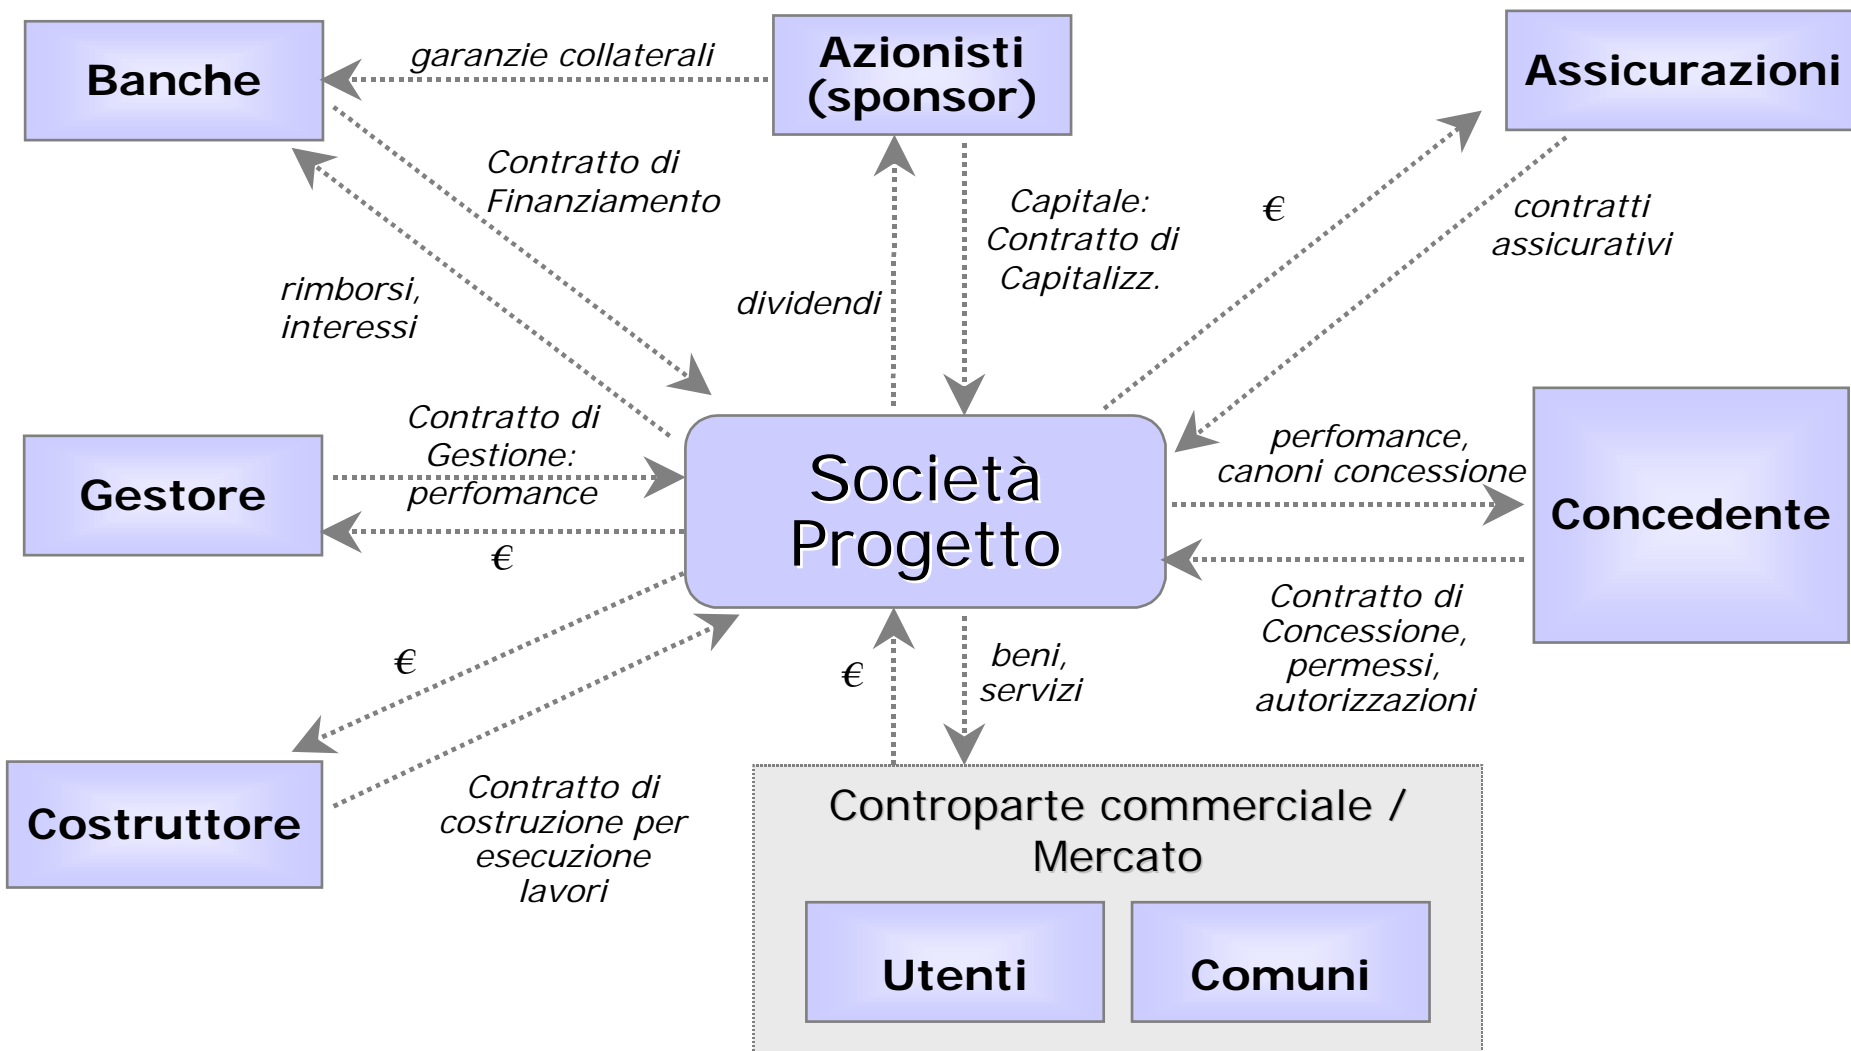 Banche
garanzie collaterali
Azionisti
(sponsor)
Assicurazioni
Contratto di
Finanziamento
Capitale:
Contratto di
Capitalizz.
€
contratti
assicurativi
rimborsi,
interessi
dividendi
Contratto di
Gestione:
perfomance
Gestore
€
Società
Progetto
perfomance,
canoni concessione
Concedente
Contratto di
Concessione,
permessi,
autorizzazioni
€
€
beni,
servizi
Costruttore
Contratto di
costruzione per
esecuzione
lavori
Controparte commerciale /
Mercato
Utenti
Comuni